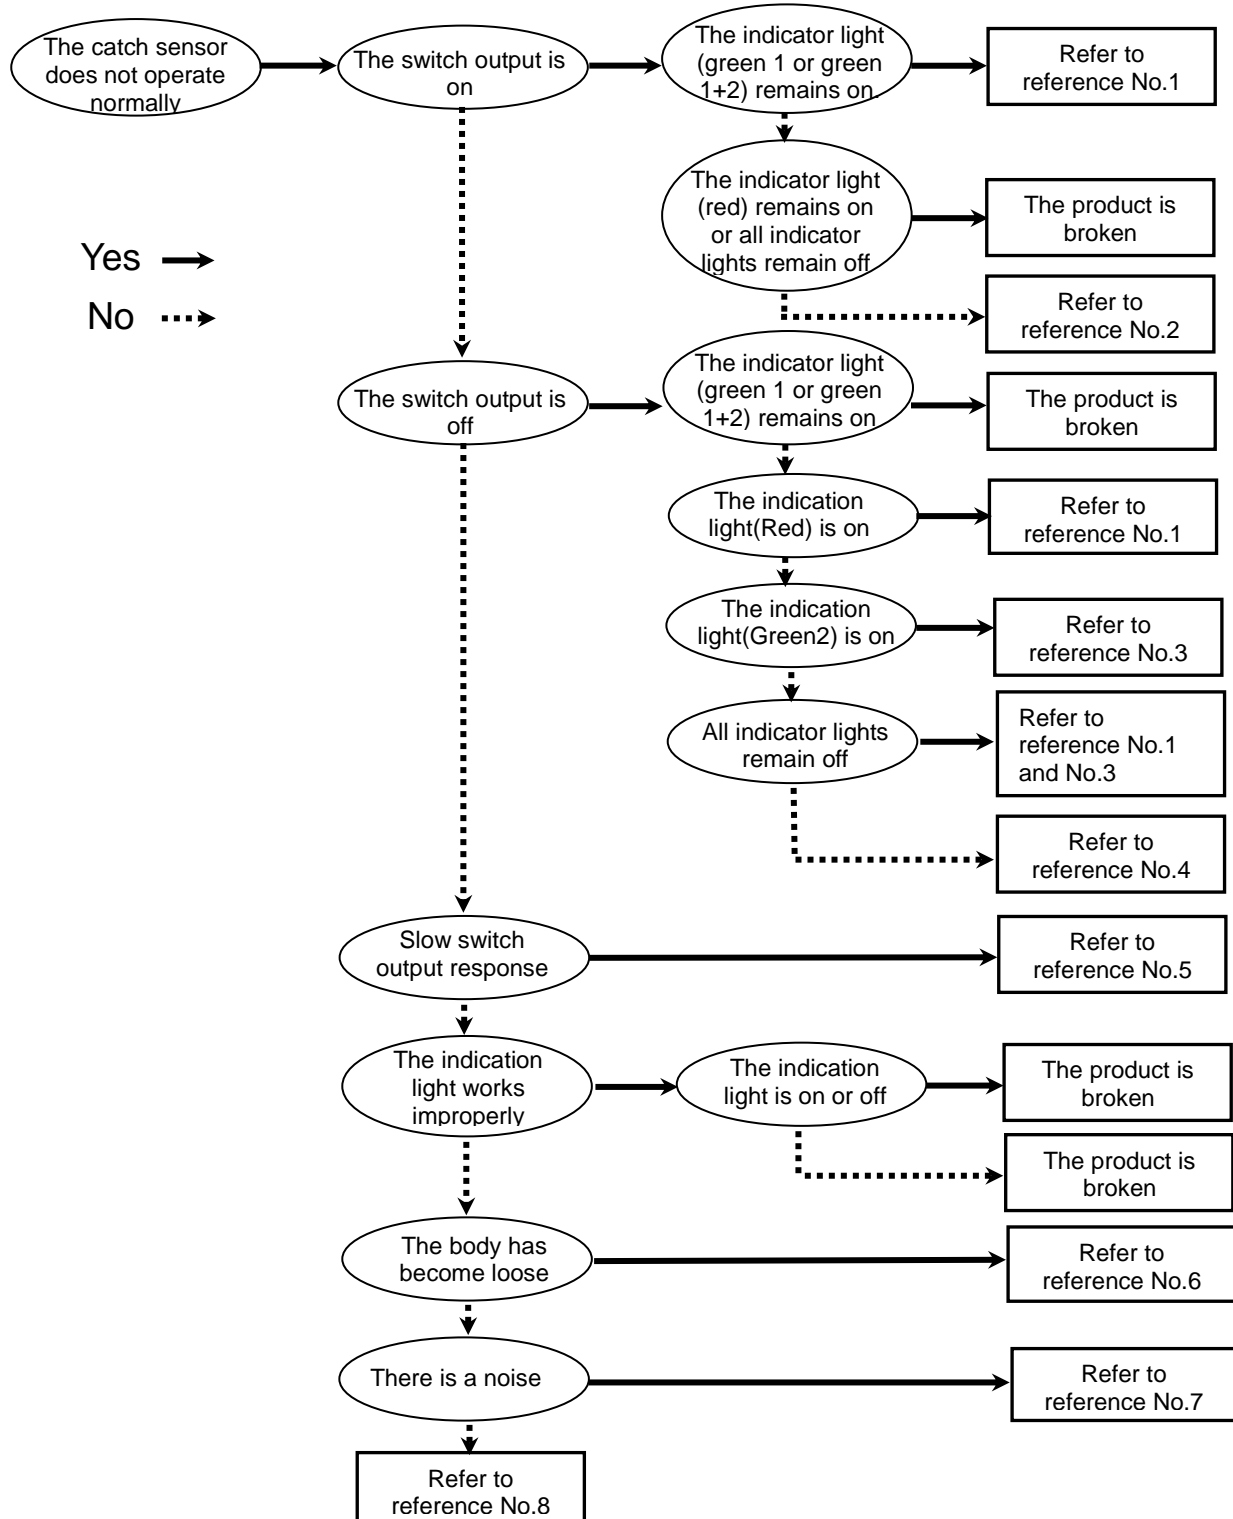 The catch sensor
does not operate
normally
The switch output is
on
The indicator light
(green 1 or green
1+2) remains on.
Refer to
reference No.1
The indicator light
(red) remains on
or all indicator
lights remain off
The product is
broken
Yes
No
Refer to
reference No.2
The switch output is
off
The indicator light
(green 1 or green
1+2) remains on
The product is
broken
The indication
light(Red) is on
Refer to
reference No.1
The indication
light(Green2) is on
Refer to
reference No.3
All indicator lights
remain off
Refer to
reference No.1
and No.3
Refer to
reference No.4
Slow switch
output response
Refer to
reference No.5
The indication
light works
improperly
The indication
light is on or off
The product is
broken
The product is
broken
The body has
become loose
Refer to
reference No.6
There is a noise
Refer to
reference No.7
Refer to
reference No.8